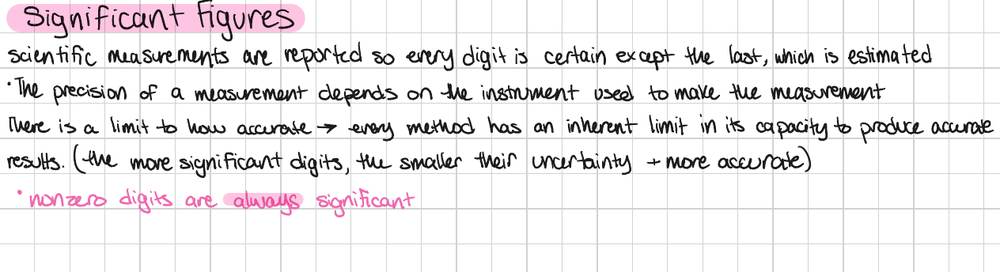 Significant Figures
scientific measurements are reported so every digit is certain except the last, which is estimated
• The precision of a measurement depends on the instrument used to make the measurement
There is a limit to how accurate → every method has an inherent limit in its capacity to produce accurate
results. (the more significant digits, the smaller their uncertainty + more accurate)
• nonzero digits are always significant